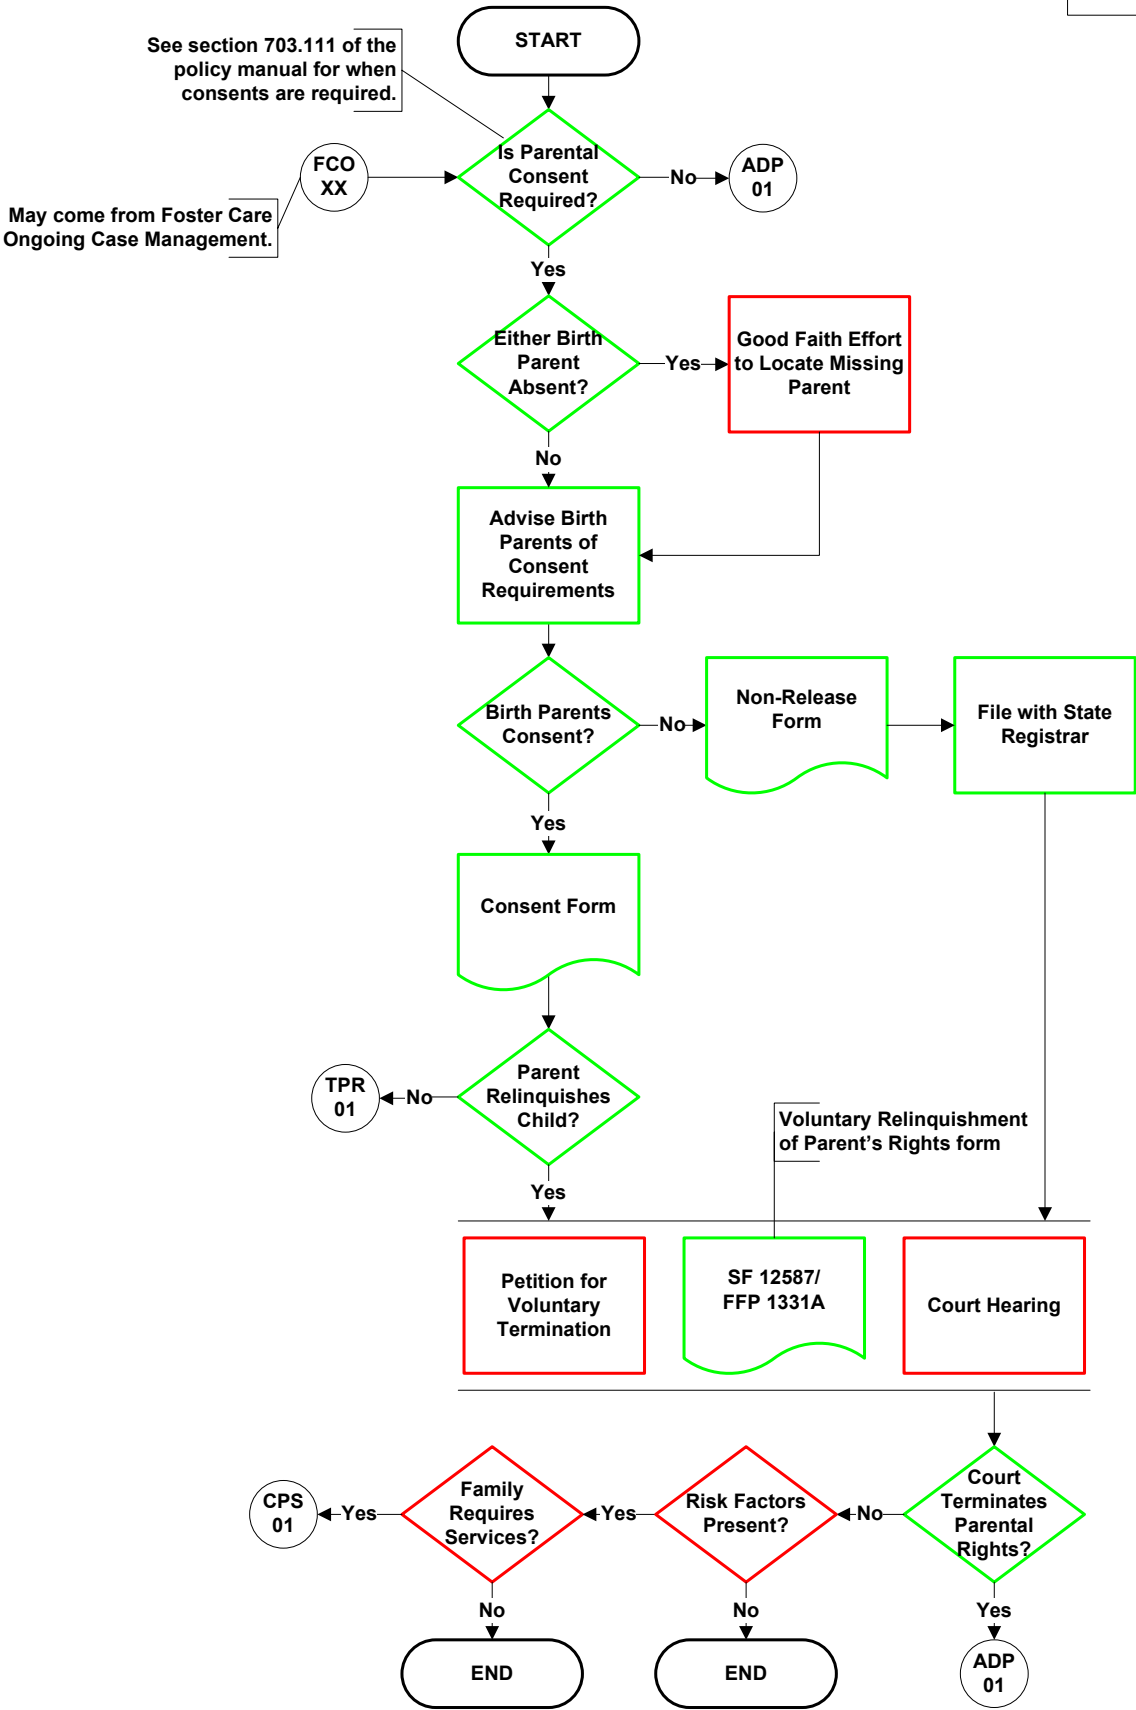 START
See section 703.111 of the
policy manual for when
consents are required.
Is Parental
Consent
Required?
No
ADP
01
FCO
XX
May come from Foster Care
Ongoing Case Management.
Yes
Either Birth
Parent
Absent?
Yes
Good Faith Effort
to Locate Missing
Parent
No
Advise Birth
Parents of
Consent
Requirements
Birth Parents
Consent?
No
Non-Release
Form
File with State
Registrar
Yes
Consent Form
Parent
Relinquishes
Child?
No
TPR
01
Voluntary Relinquishment
of Parent's Rights form
Yes
Petition for
Voluntary
Termination
SF 12587/
FFP 1331A
Court Hearing
Court
Terminates
Parental
Rights?
No
Risk Factors
Present?
Yes
Family
Requires
Services?
Yes
CPS
01
No
END
No
END
Yes
ADP
01